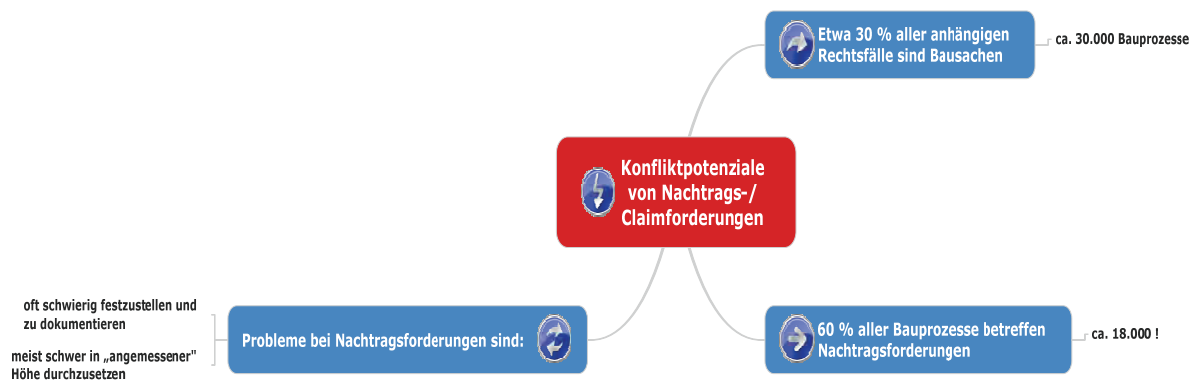 Etwa 30 % aller anhängigen
Rechtsfälle sind Bausachen
ca. 30.000 Bauprozesse
Konfliktpotenziale
von Nachtrags-/
Claimforderungen
oft schwierig festzustellen und
zu dokumentieren
meist schwer in „angemessener"
Höhe durchzusetzen
Probleme bei Nachtragsforderungen sind:
60 % aller Bauprozesse betreffen
Nachtragsforderungen
ca. 18.000 !